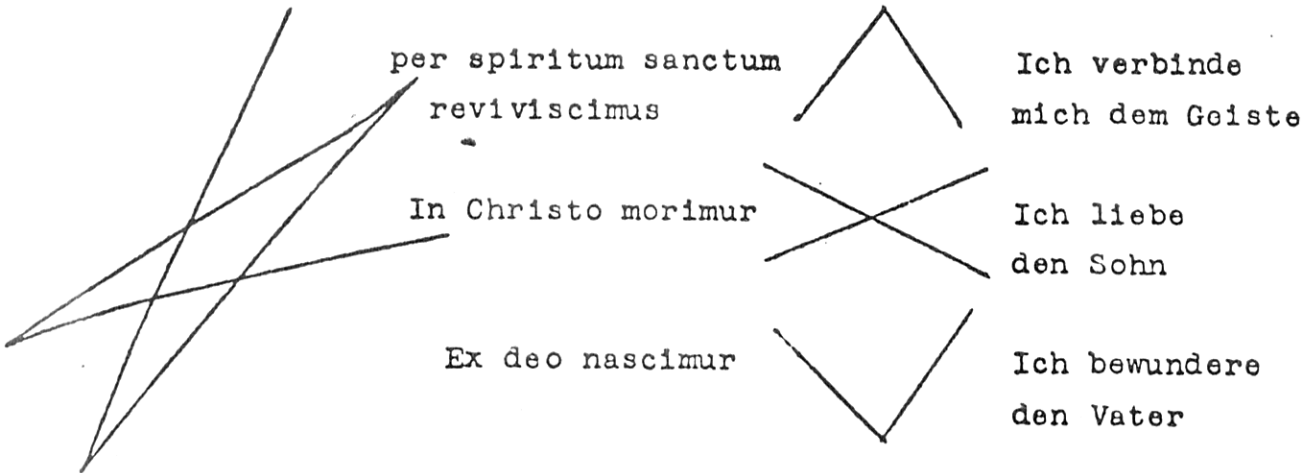 per spiritum sanctum
reviviscimus
In Christo morimur
Ex deo nascimur
Ich verbinde
mich dem Geiste
Ich liebe
den Sohn
Ich bewundere
den Vater